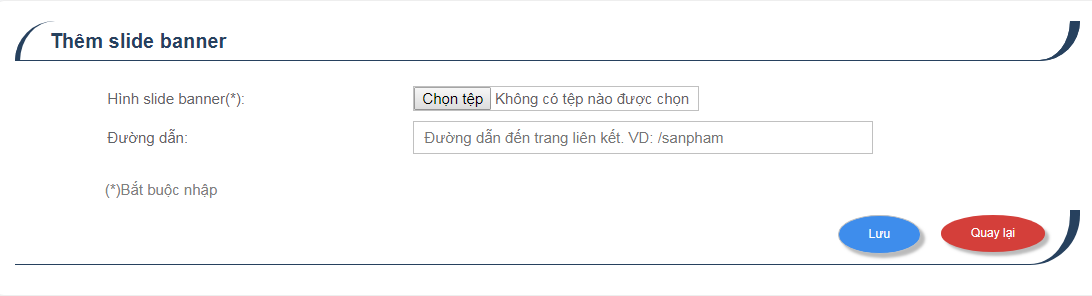 Thêm slide banner
Hình slide banner(*): Chọn tệp Không có tệp nào được chọn
Đường dẫn: Đường dẫn đến trang liên kết. VD: /sanpham
(*)Bắt buộc nhập
Lưu Quay lại